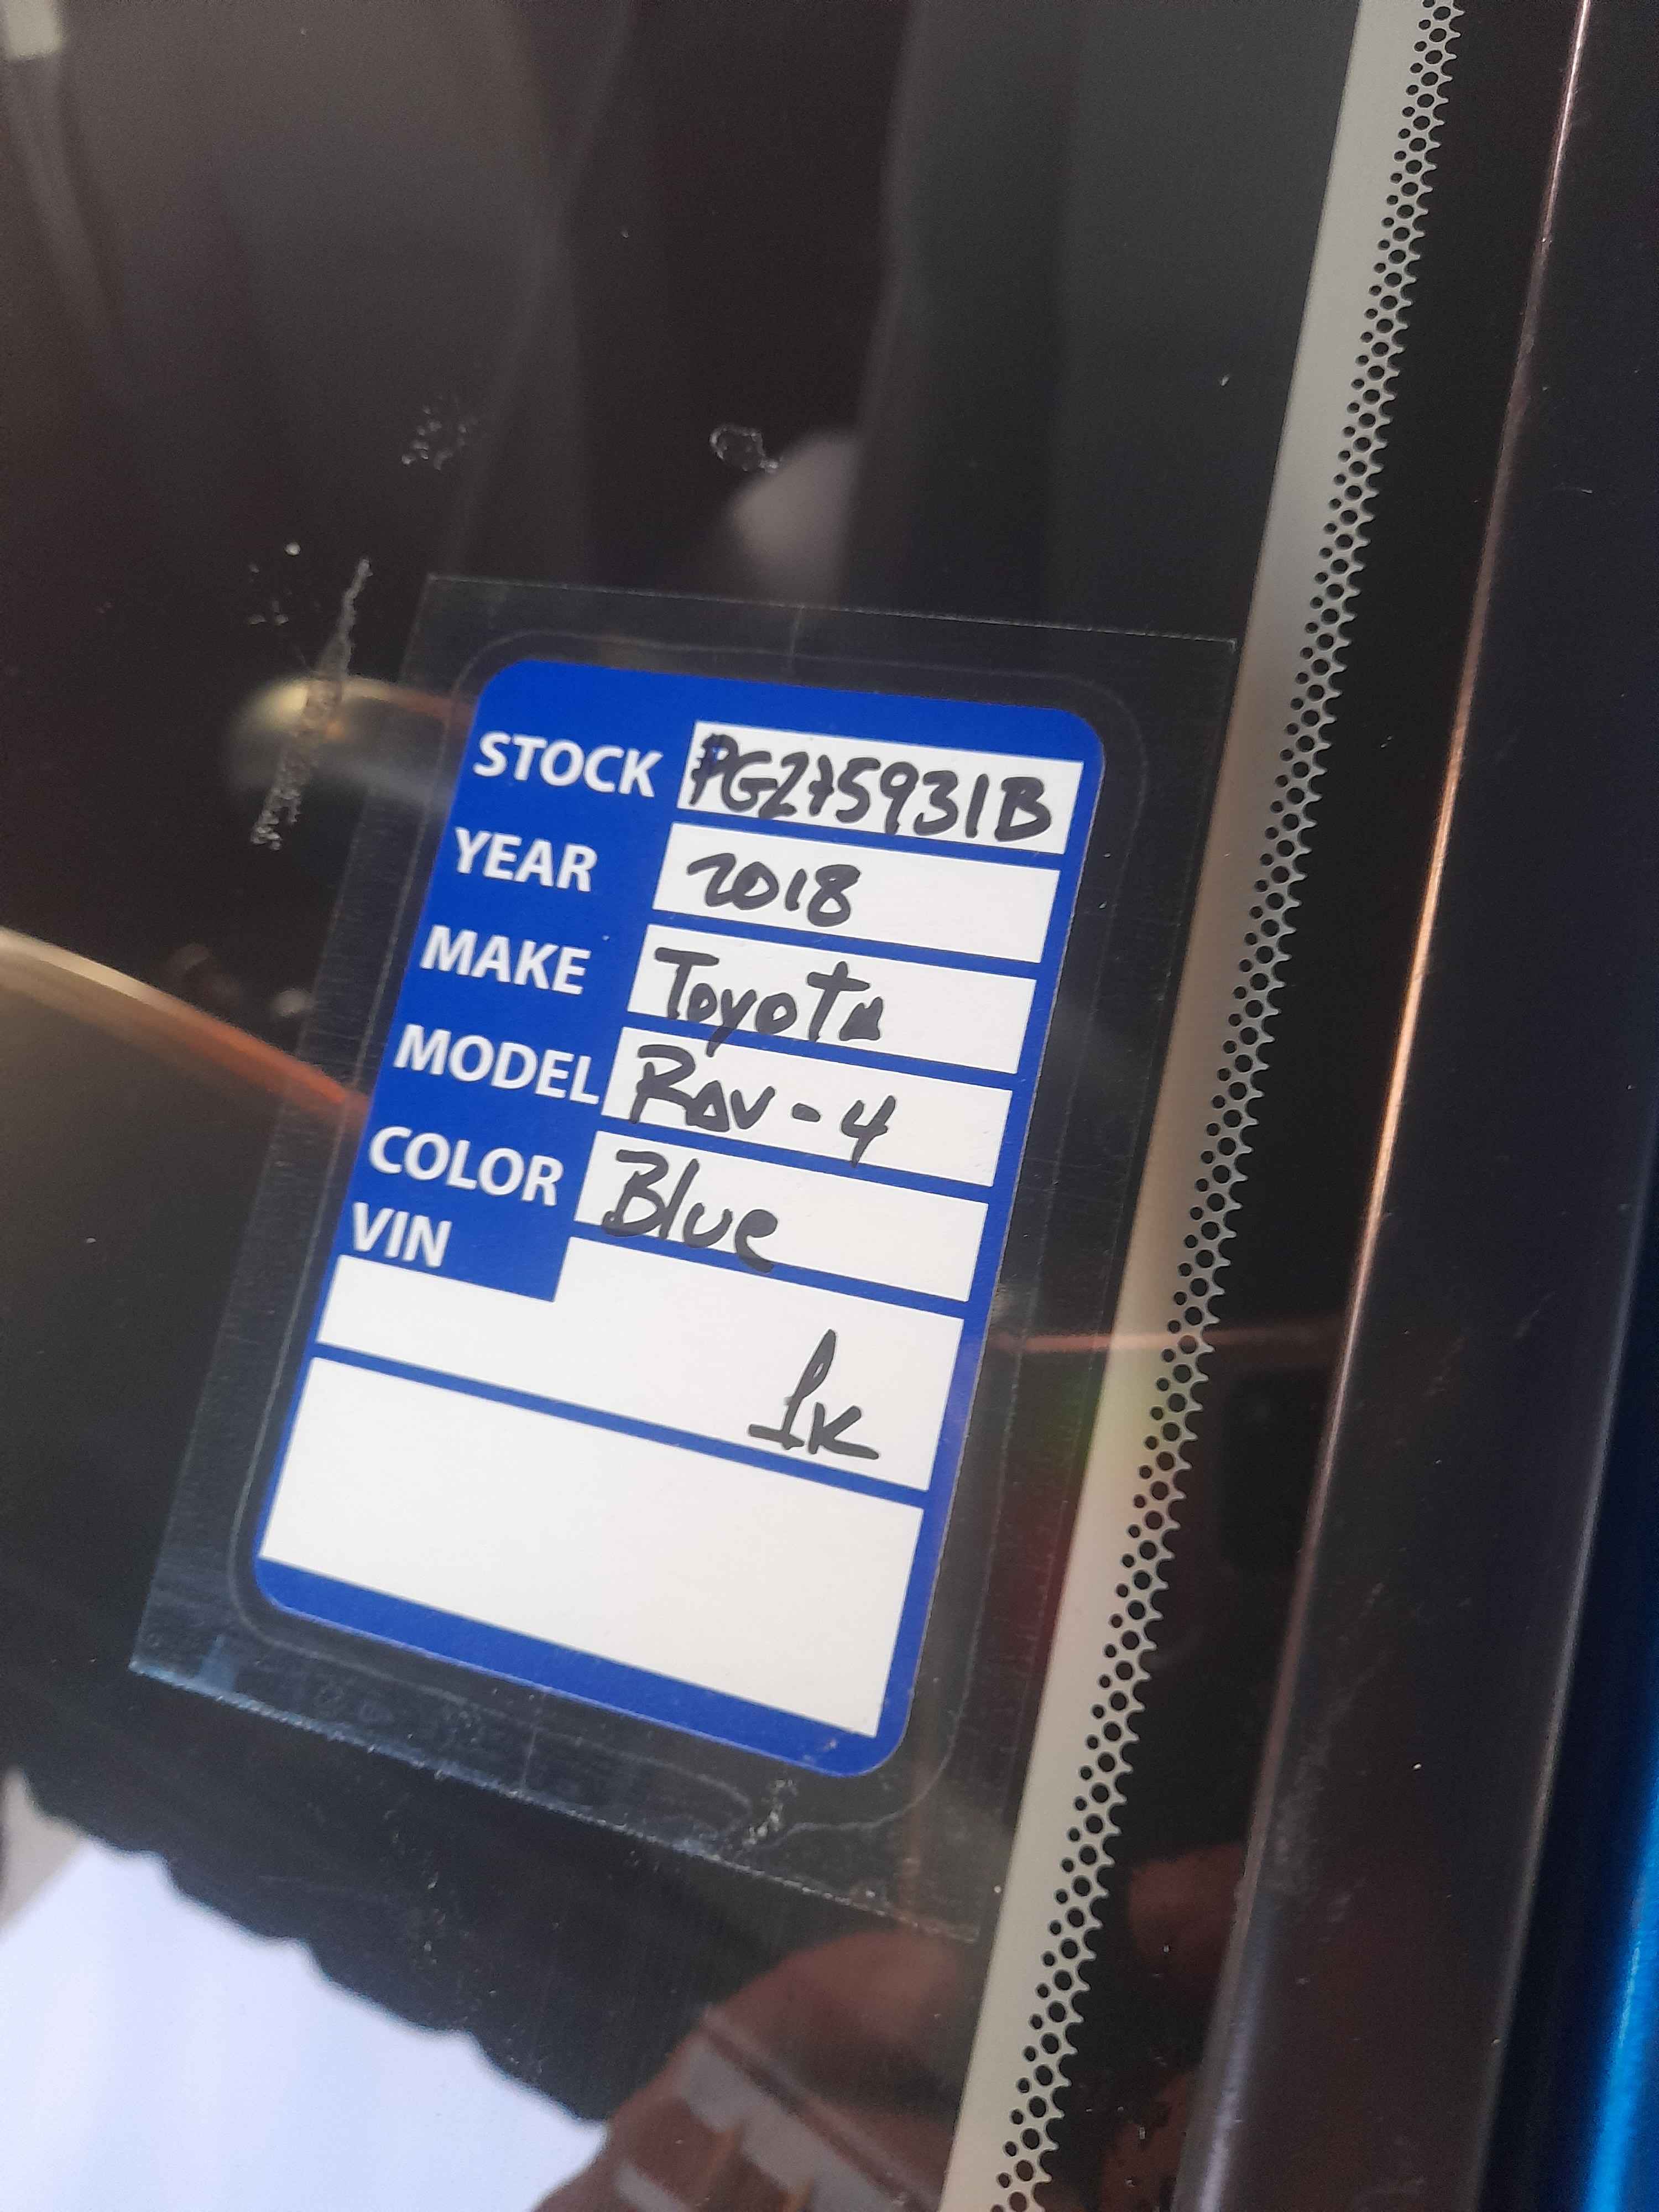 STOCK PG275931B
YEAR 2018
MAKE Toyota
MODEL Rav-4
COLOR Blue
VIN
1k